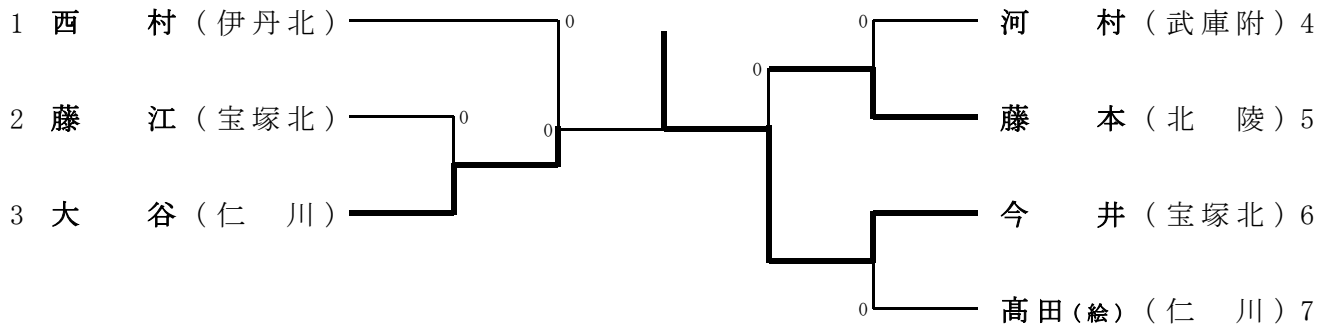 1 西 村 (伊丹北) 0
0 河 村 (武庫附) 4
0
2 藤 江 (宝塚北) 0
0
藤 本 (北 陵) 5
3 大 谷 (仁 川)
今 井 (宝塚北) 6
0 髙田(絵) (仁 川) 7